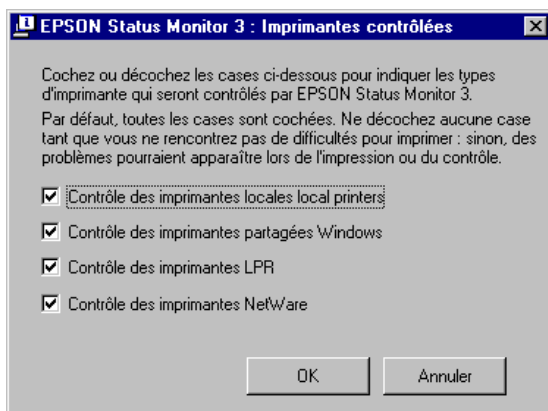 EPSON Status Monitor 3 : Imprimantes contrôlées
Cochez ou décochez les cases ci-dessous pour indiquer les types
d'imprimante qui seront contrôlés par EPSON Status Monitor 3.
Par défaut, toutes les cases sont cochées. Ne décochez aucune case
tant que vous ne rencontrez pas de difficultés pour imprimer : sinon, des
problèmes pourraient apparaître lors de l'impression ou du contrôle.
Contrôle des imprimantes locales local printers
Contrôle des imprimantes partagées Windows
Contrôle des imprimantes LPR
Contrôle des imprimantes NetWare
OK Annuler